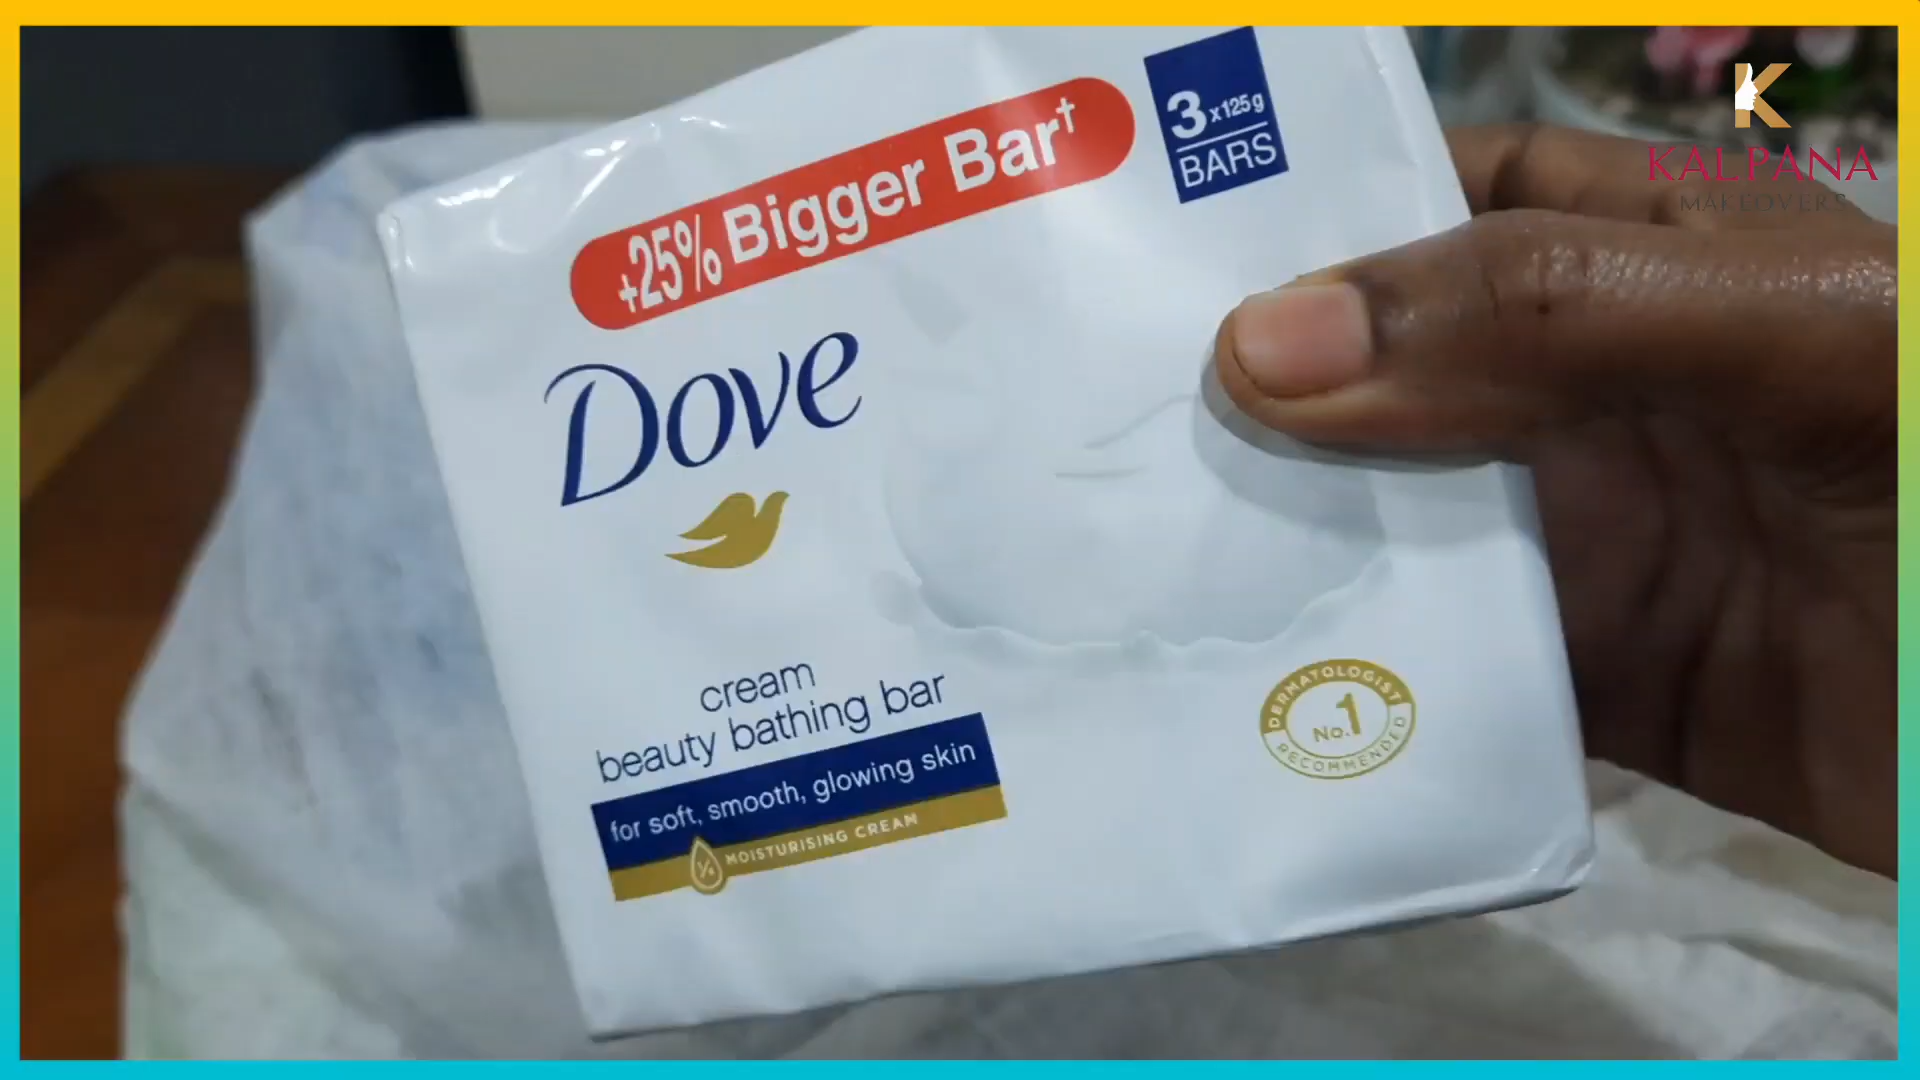 +25% Bigger Bar†
3 x125g
BARS
Dove
cream
beauty bathing bar
for soft, smooth, glowing skin
¼ MOISTURISING CREAM
DERMATOLOGIST
No.1
RECOMMENDED
K
KALPANA
MAKEOVERS